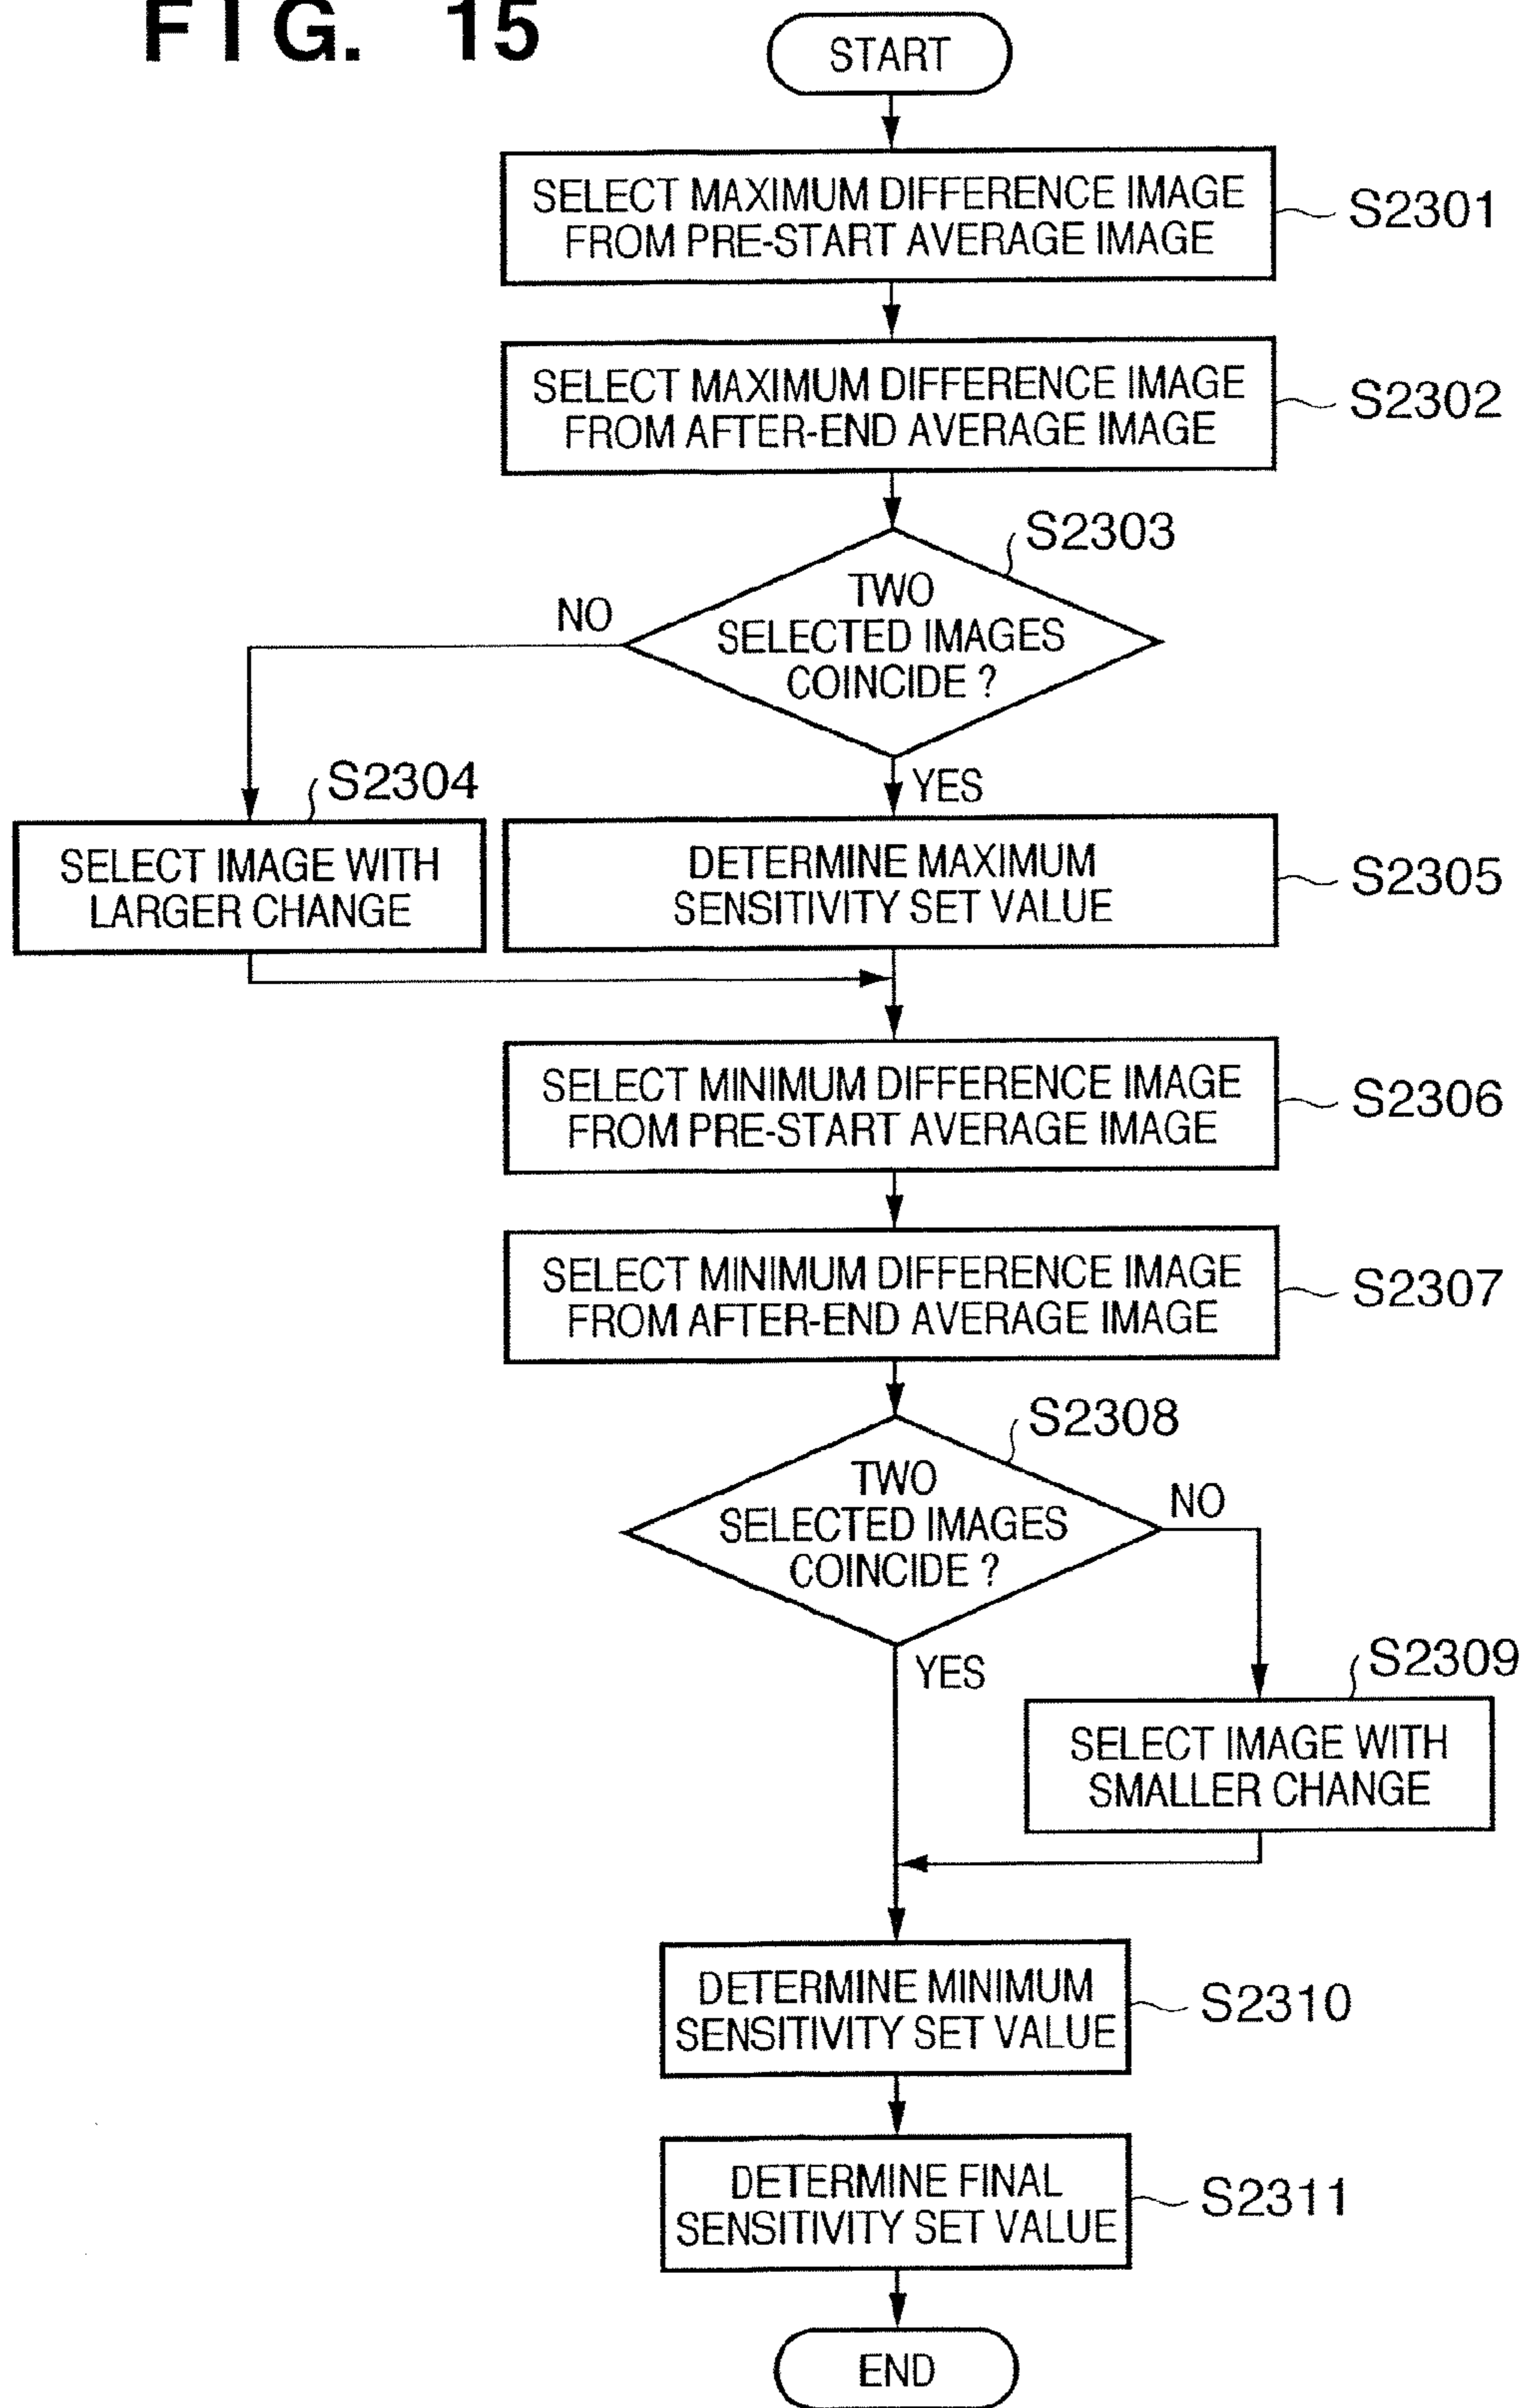 FIG. 15
START
SELECT MAXIMUM DIFFERENCE IMAGE
FROM PRE-START AVERAGE IMAGE
S2301
SELECT MAXIMUM DIFFERENCE IMAGE
FROM AFTER-END AVERAGE IMAGE
S2302
S2303
TWO
SELECTED IMAGES
COINCIDE ?
NO
YES
S2304
SELECT IMAGE WITH
LARGER CHANGE
DETERMINE MAXIMUM
SENSITIVITY SET VALUE
S2305
SELECT MINIMUM DIFFERENCE IMAGE
FROM PRE-START AVERAGE IMAGE
S2306
SELECT MINIMUM DIFFERENCE IMAGE
FROM AFTER-END AVERAGE IMAGE
S2307
S2308
TWO
SELECTED IMAGES
COINCIDE ?
NO
YES
S2309
SELECT IMAGE WITH
SMALLER CHANGE
DETERMINE MINIMUM
SENSITIVITY SET VALUE
S2310
DETERMINE FINAL
SENSITIVITY SET VALUE
S2311
END